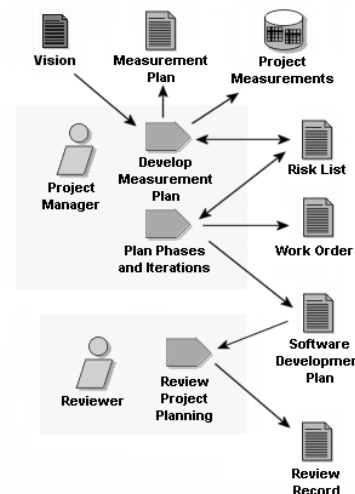 Vision
Measurement
Plan
Project
Measurements
Project
Manager
Develop
Measurement
Plan
Risk List
Plan Phases
and Iterations
Work Order
Software
Developmer
Plan
Reviewer
Review
Project
Planning
Review
Record